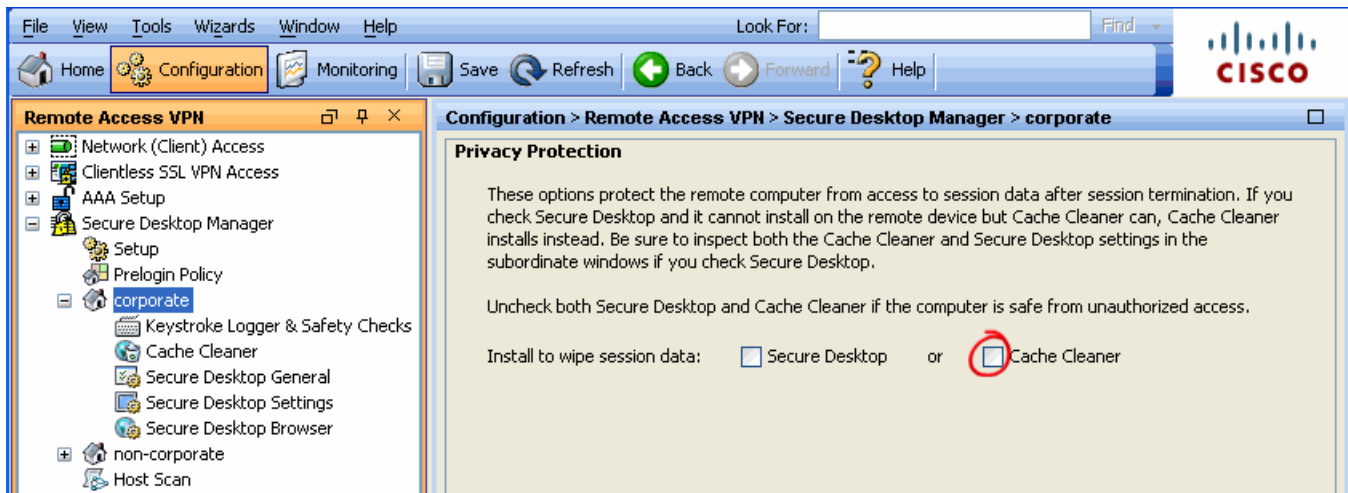 File View Tools Wizards Window Help Look For: Find
Home Configuration Monitoring Save Refresh Back Forward Help
CISCO
Remote Access VPN
Network (Client) Access
Clientless SSL VPN Access
AAA Setup
Secure Desktop Manager
Setup
Prelogin Policy
corporate
Keystroke Logger & Safety Checks
Cache Cleaner
Secure Desktop General
Secure Desktop Settings
Secure Desktop Browser
non-corporate
Host Scan
Configuration > Remote Access VPN > Secure Desktop Manager > corporate
Privacy Protection
These options protect the remote computer from access to session data after session termination. If you
check Secure Desktop and it cannot install on the remote device but Cache Cleaner can, Cache Cleaner
installs instead. Be sure to inspect both the Cache Cleaner and Secure Desktop settings in the
subordinate windows if you check Secure Desktop.
Uncheck both Secure Desktop and Cache Cleaner if the computer is safe from unauthorized access.
Install to wipe session data: Secure Desktop or Cache Cleaner